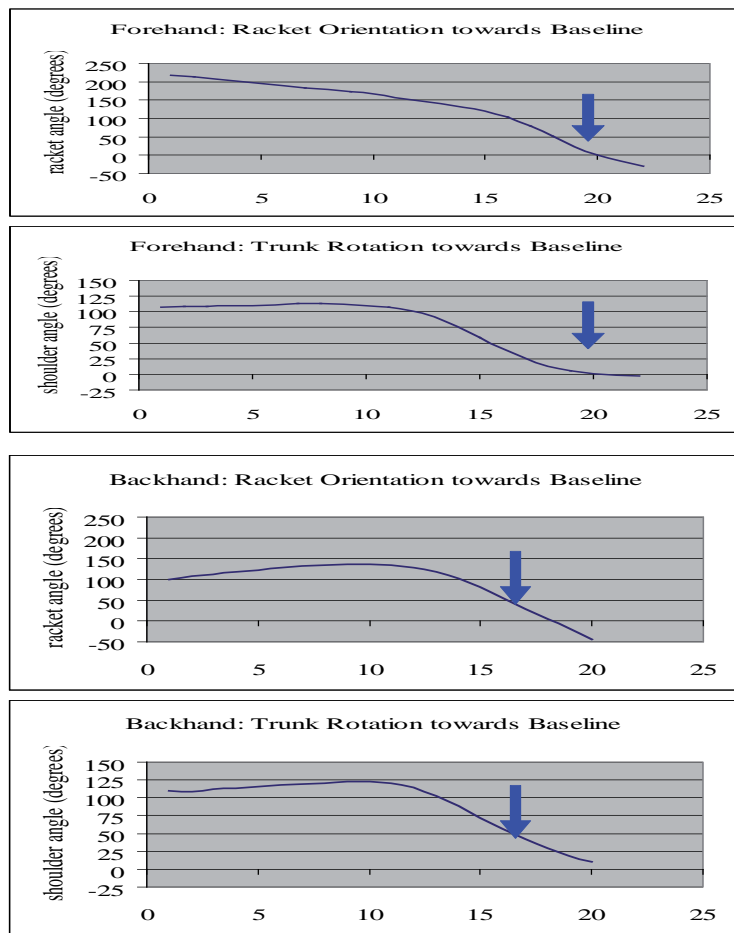 Forehand: Racket Orientation towards Baseline
racket angle (degrees)
250
200
150
100
50
0
-50
0 5 10 15 20 25
Forehand: Trunk Rotation towards Baseline
shoulder angle (degrees)
150
125
100
75
50
25
0
-25
0 5 10 15 20 25
Backhand: Racket Orientation towards Baseline
racket angle (degrees)
250
200
150
100
50
0
-50
0 5 10 15 20 25
Backhand: Trunk Rotation towards Baseline
shoulder angle (degrees)
150
125
100
75
50
25
0
-25
0 5 10 15 20 25